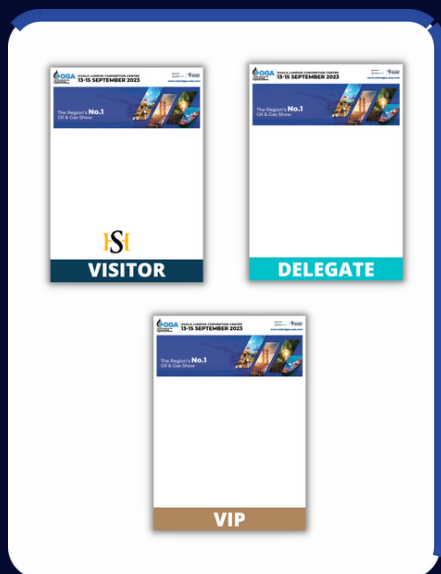 OGA KUALA LUMPUR CONVENTION CENTRE
13-15 SEPTEMBER 2023
The Region's No.1
Oil & Gas Show
HSH
VISITOR
OGA KUALA LUMPUR CONVENTION CENTRE
13-15 SEPTEMBER 2023
The Region's No.1
Oil & Gas Show
DELEGATE
OGA KUALA LUMPUR CONVENTION CENTRE
13-15 SEPTEMBER 2023
The Region's No.1
Oil & Gas Show
VIP